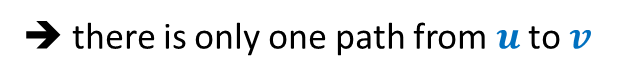 ➔ there is only one path from u to v